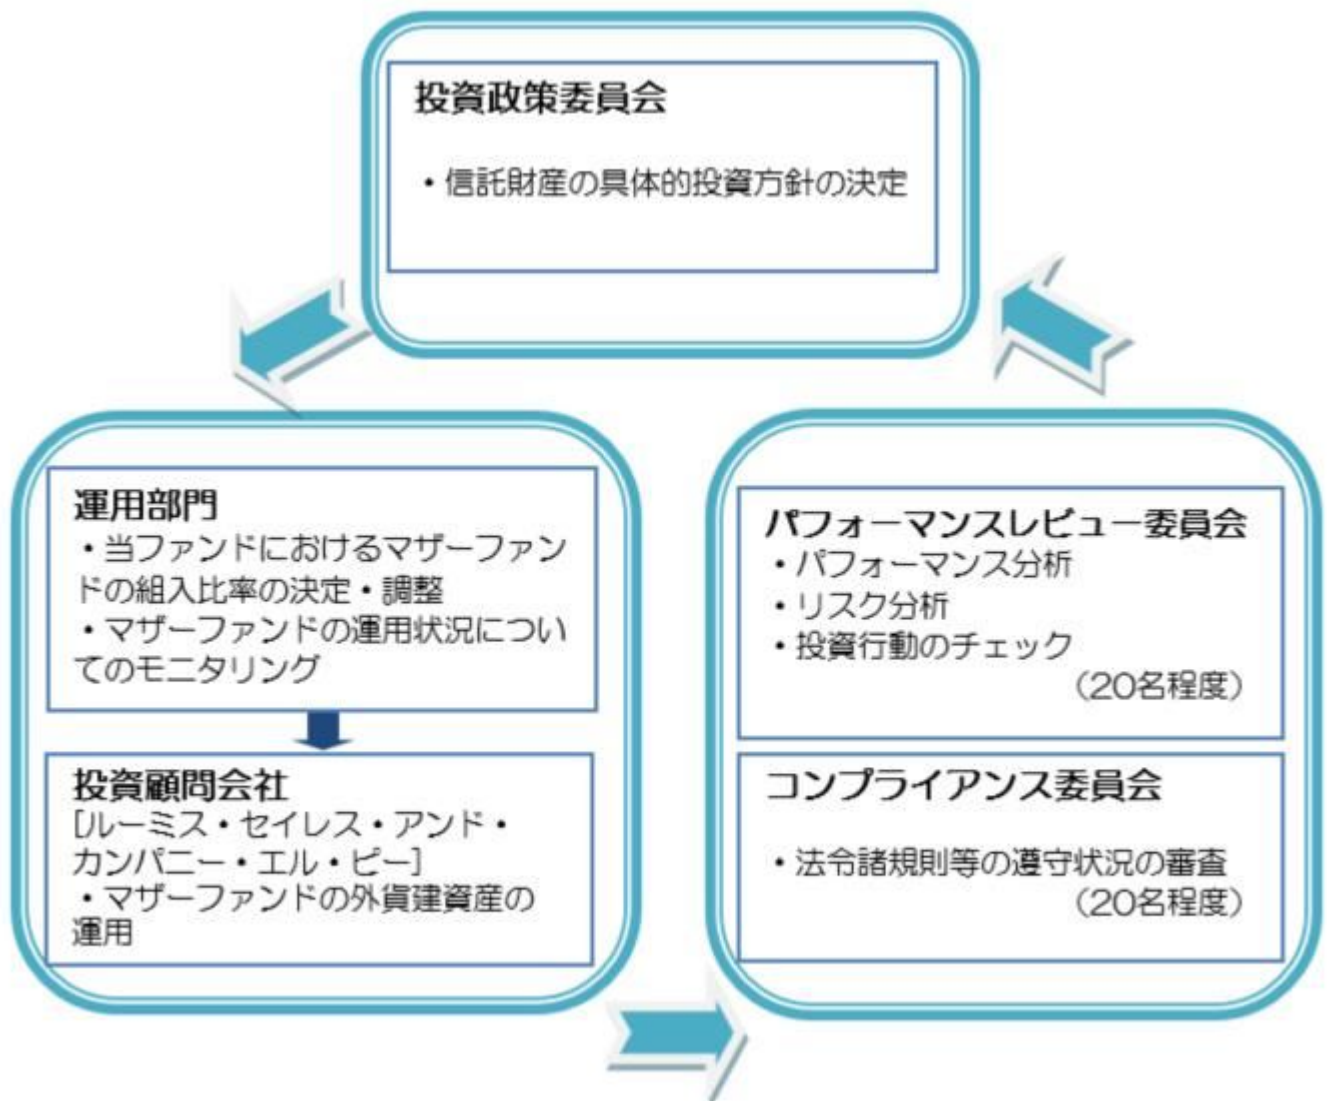 投資政策委員会
・信託財産の具体的投資方針の決定
運用部門
・当ファンドにおけるマザーファン
ドの組入比率の決定・調整
・マザーファンドの運用状況につい
てのモニタリング
投資顧問会社
[ルーミス・セイレス・アンド・
カンパニー・エル・ピー]
・マザーファンドの外貨建資産の
運用
パフォーマンスレビュー委員会
・パフォーマンス分析
・リスク分析
・投資行動のチェック
（20名程度）
コンプライアンス委員会
・法令諸規則等の遵守状況の審査
（20名程度）